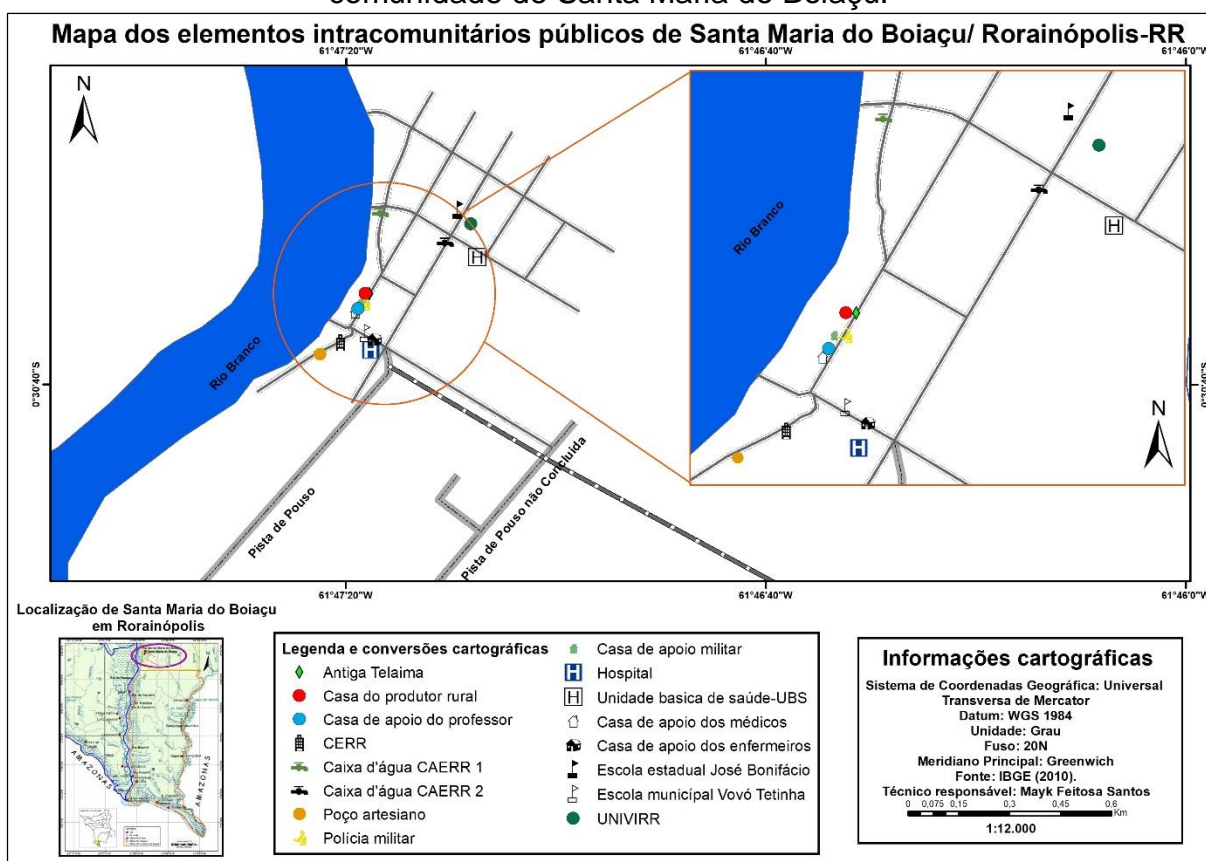 comunidade de Santa Maria do Boiaçu.
Mapa dos elementos intracomunitários públicos de Santa Maria do Boiaçu/ Rorainópolis-RR
61°47'20"W
61°46'40"W
61°46'0"W
N
Rio Branco
Rio Branco
0°30'40"S
H
H
Pista de Pouso
Pista de Pouso não Concluida
Rio Branco
H
H
N
0°30'40"S
61°47'20"W
61°46'40"W
61°46'0"W
Localização de Santa Maria do Boiaçu
em Rorainópolis
AMAZONAS
AMAZONAS
Legenda e conversões cartográficas
Antiga Telaima
Casa do produtor rural
Casa de apoio do professor
CERR
Caixa d'água CAERR 1
Caixa d'água CAERR 2
Poço artesiano
Polícia militar
Casa de apoio militar
H Hospital
H Unidade basica de saúde-UBS
Casa de apoio dos médicos
Casa de apoio dos enfermeiros
Escola estadual José Bonifácio
Escola municípal Vovó Tetinha
UNIVIRR
Informações cartográficas
Sistema de Coordenadas Geográfica: Universal
Transversa de Mercator
Datum: WGS 1984
Unidade: Grau
Fuso: 20N
Meridiano Principal: Greenwich
Fonte: IBGE (2010).
Técnico responsável: Mayk Feitosa Santos
0 0,075 0,15 0,3 0,45 0,6
Km
1:12.000